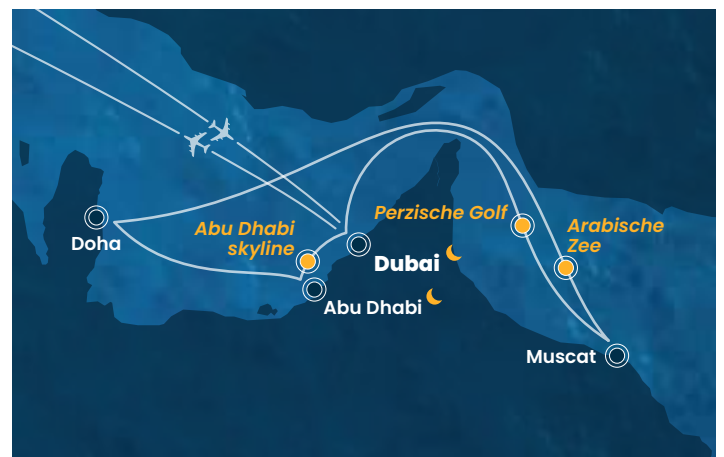 Doha
Abu Dhabi
skyline
Perzische Golf
Arabische
Zee
Dubai
Abu Dhabi
Muscat